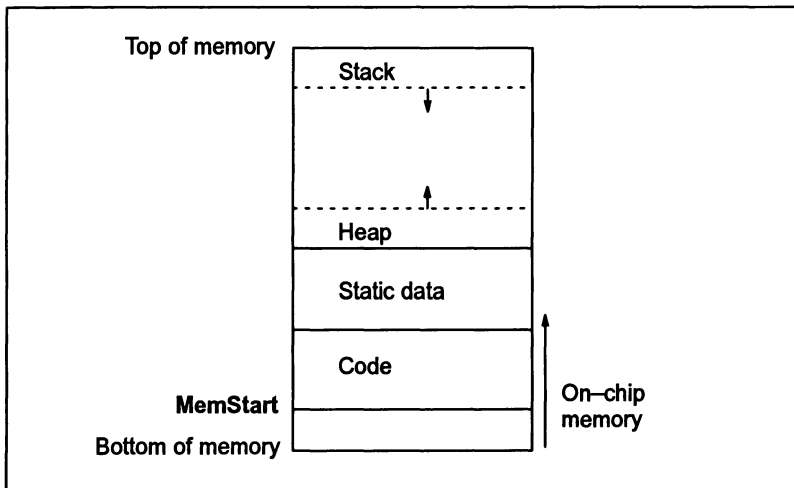 Top of memory
Stack
Heap
Static data
Code
MemStart
On–chip
memory
Bottom of memory